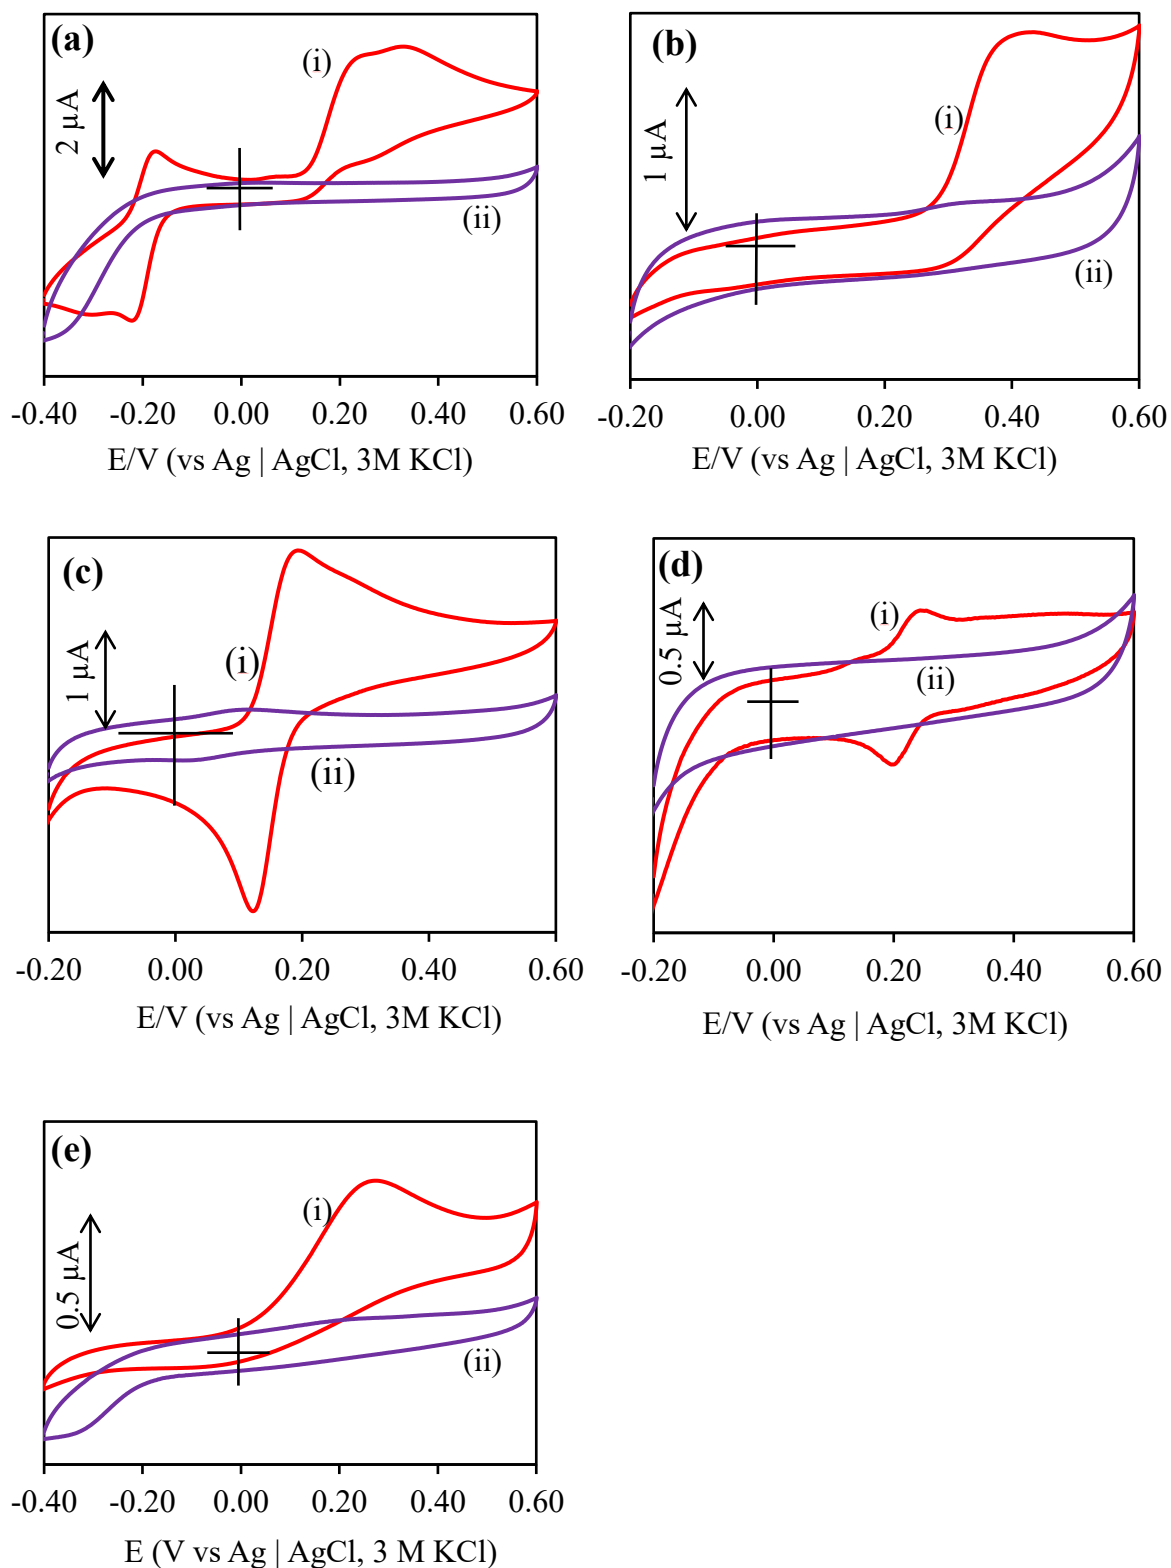 (a)
(i)
2 μA
(ii)
-0.40 -0.20 0.00 0.20 0.40 0.60
E/V (vs Ag | AgCl, 3M KCl)
(b)
(i)
1 μA
(ii)
-0.20 0.00 0.20 0.40 0.60
E/V (vs Ag | AgCl, 3M KCl)
(c)
(i)
1 μA
(ii)
-0.20 0.00 0.20 0.40 0.60
E/V (vs Ag | AgCl, 3M KCl)
(d)
(i)
0.5 μA
(ii)
-0.20 0.00 0.20 0.40 0.60
E/V (vs Ag | AgCl, 3M KCl)
(e)
(i)
0.5 μA
(ii)
-0.40 -0.20 0.00 0.20 0.40 0.60
E (V vs Ag | AgCl, 3 M KCl)